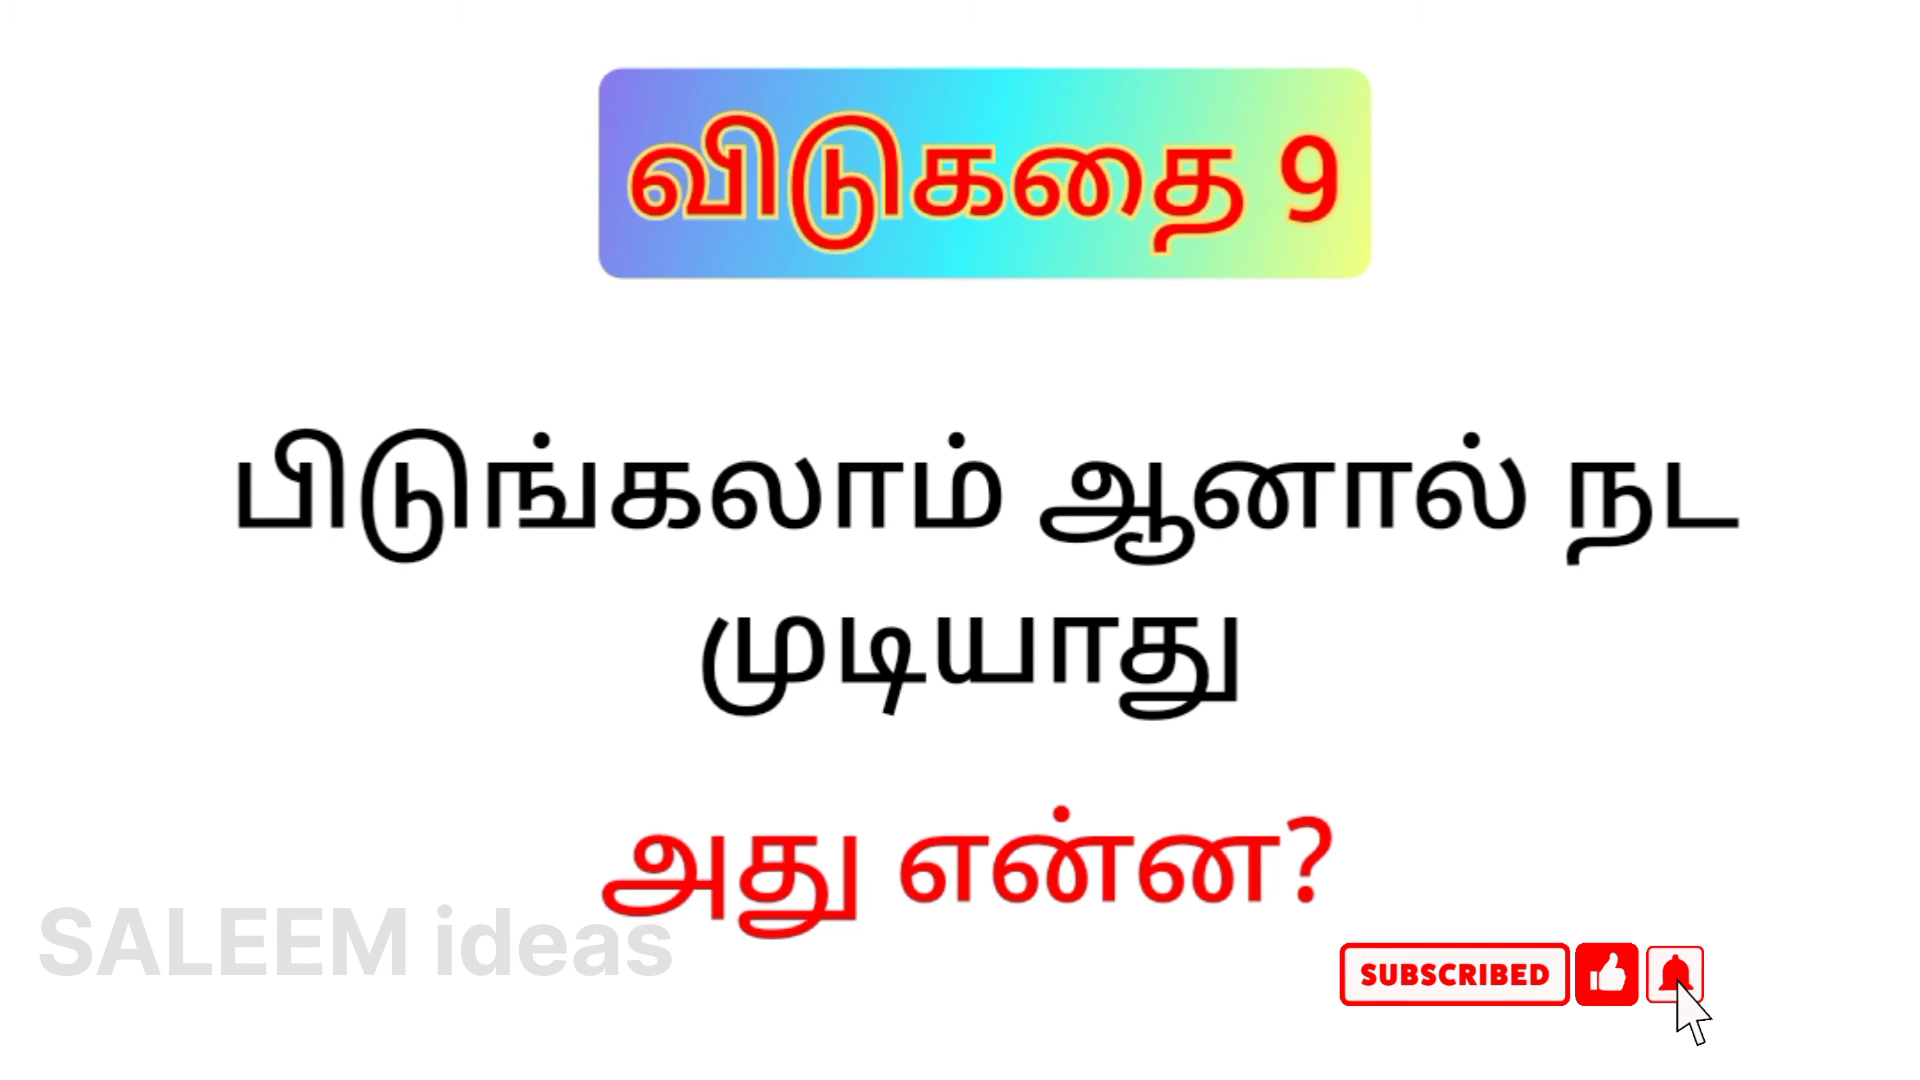 விடுகதை 9
பிடுங்கலாம் ஆனால் நட
முடியாது
அது என்ன?
SALEEM ideas
SUBSCRIBED